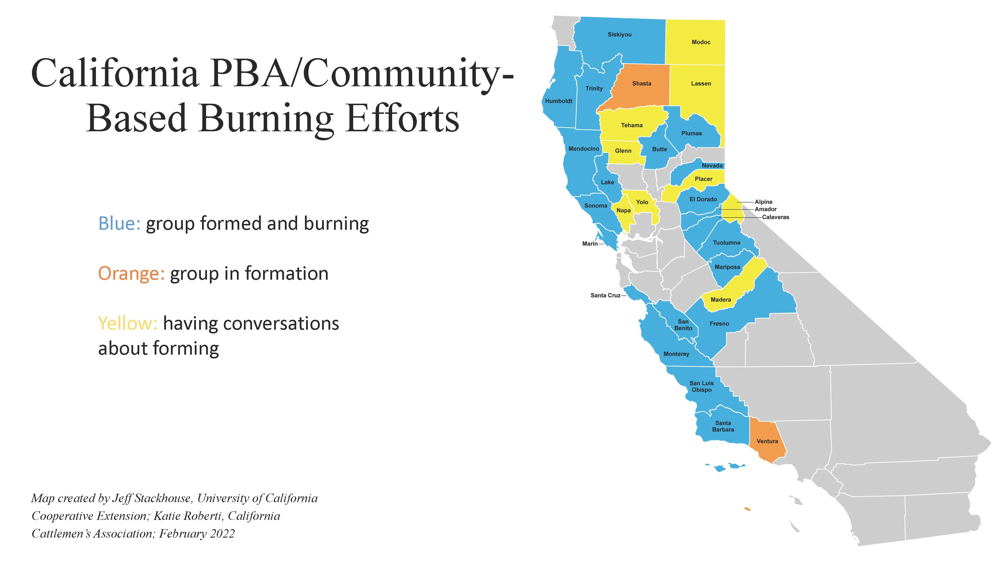 California PBA/Community-
Based Burning Efforts
Blue: group formed and burning
Orange: group in formation
Yellow: having conversations
about forming
Map created by Jeff Stackhouse, University of California
Cooperative Extension; Katie Roberti, California
Cattlemen’s Association; February 2022
Siskiyou
Modoc
Shasta
Lassen
Trinity
Humboldt
Tehama
Plumas
Mendocino
Glenn
Butte
Nevada
Placer
Lake
El Dorado
Alpine
Yolo
Sonoma
Amador
Napa
Calaveras
Tuolumne
Marin
Mariposa
Santa Cruz
Madera
San
Benito
Fresno
Monterey
San Luis
Obispo
Santa
Barbara
Ventura